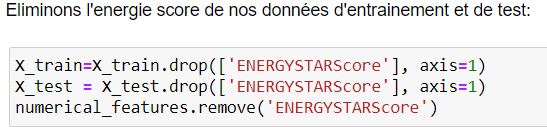 Eliminons l'energie score de nos données d'entrainement et de test:
X_train=X_train.drop(['ENERGYSTARScore'], axis=1)
X_test = X_test.drop(['ENERGYSTARScore'], axis=1)
numerical_features.remove('ENERGYSTARScore')